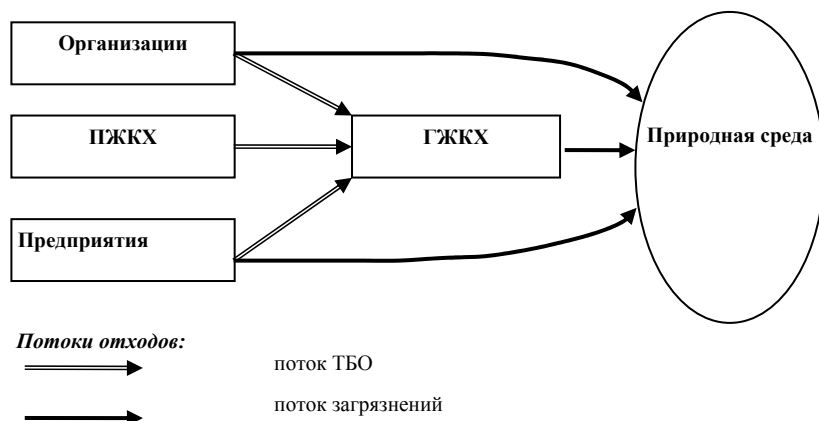 Организации
ПЖКХ
ГЖКХ
Природная среда
Предприятия
Потоки отходов:
поток ТБО
поток загрязнений